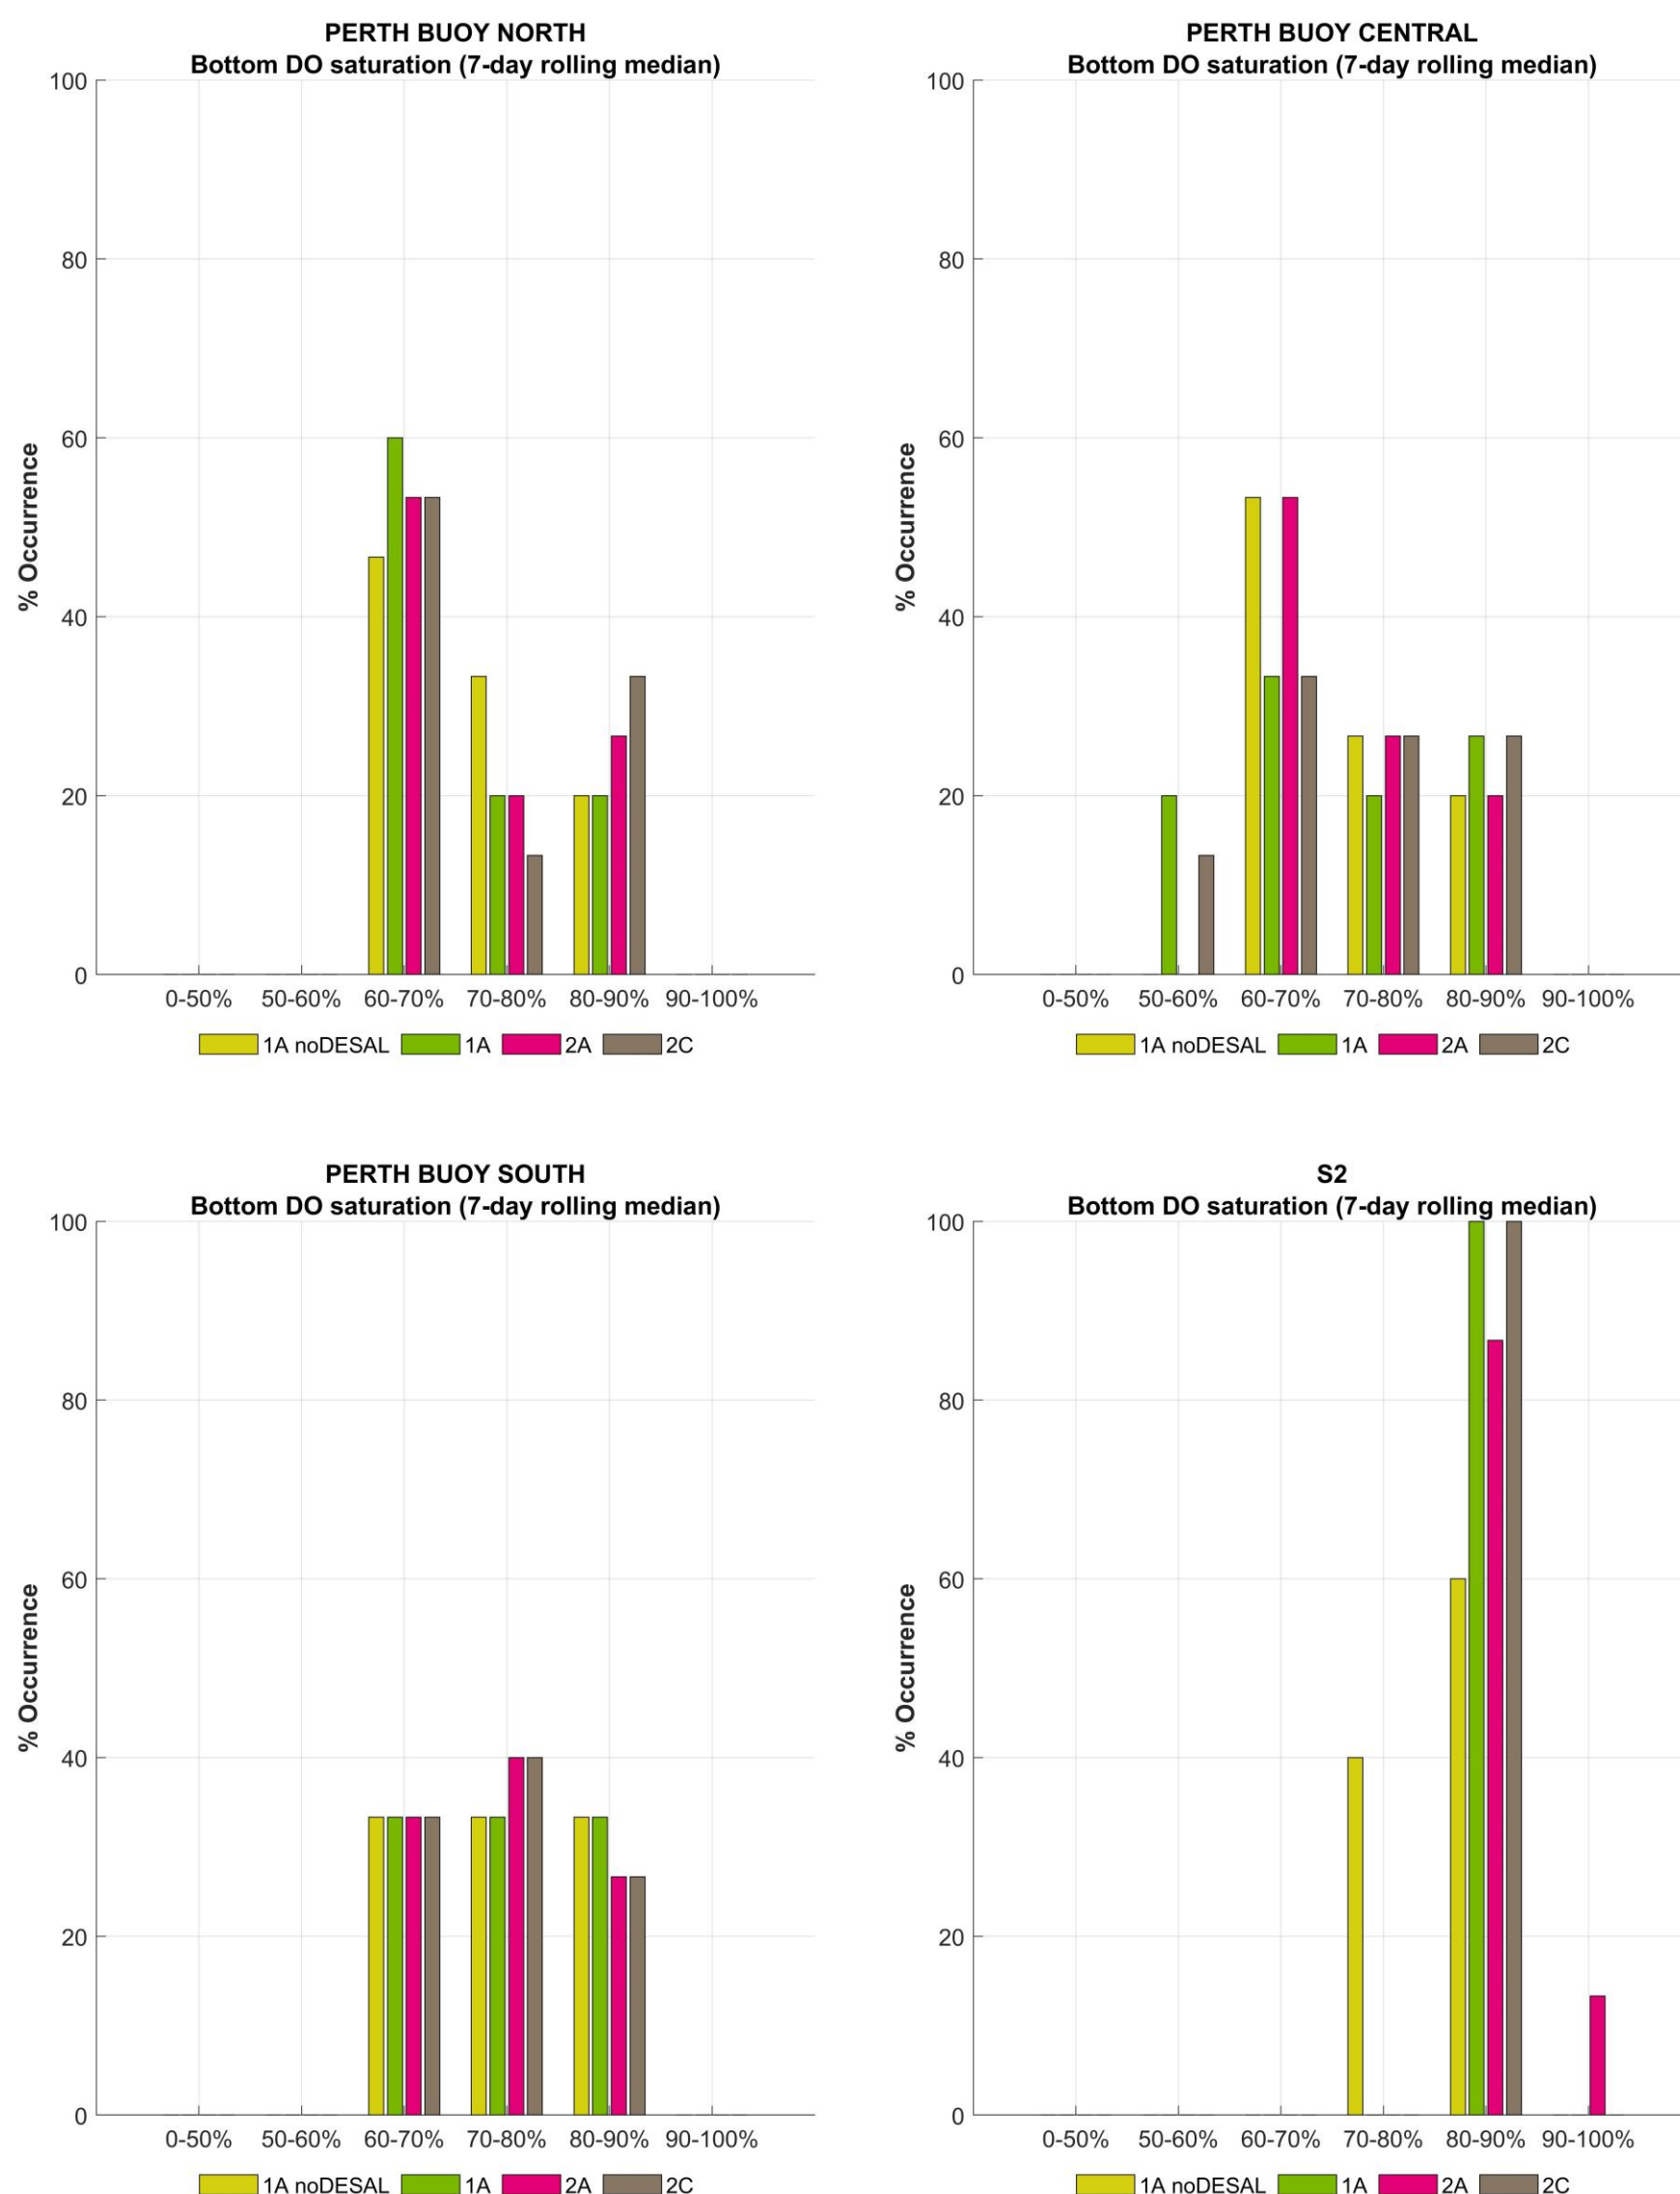 PERTH BUOY NORTH
Bottom DO saturation (7-day rolling median)
100
80
60
40
20
0
% Occurrence
0-50% 50-60% 60-70% 70-80% 80-90% 90-100%
1A noDESAL 1A 2A 2C
PERTH BUOY CENTRAL
Bottom DO saturation (7-day rolling median)
100
80
60
40
20
0
% Occurrence
0-50% 50-60% 60-70% 70-80% 80-90% 90-100%
1A noDESAL 1A 2A 2C
PERTH BUOY SOUTH
Bottom DO saturation (7-day rolling median)
100
80
60
40
20
0
% Occurrence
0-50% 50-60% 60-70% 70-80% 80-90% 90-100%
1A noDESAL 1A 2A 2C
S2
Bottom DO saturation (7-day rolling median)
100
80
60
40
20
0
% Occurrence
0-50% 50-60% 60-70% 70-80% 80-90% 90-100%
1A noDESAL 1A 2A 2C